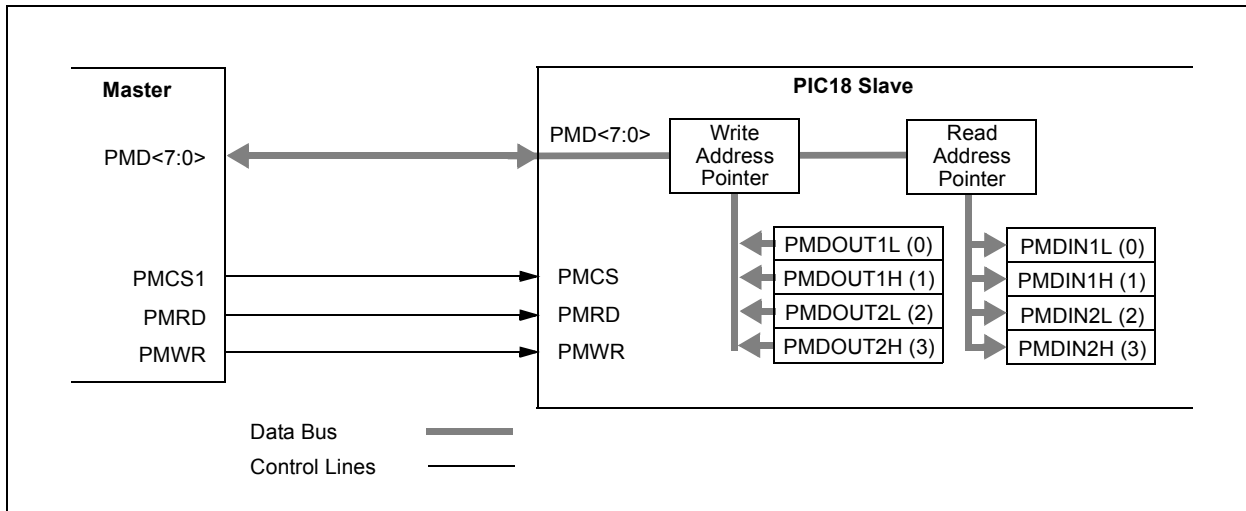 Master
PIC18 Slave
PMD<7:0>
PMD<7:0>
Write
Address
Pointer
Read
Address
Pointer
PMDOUT1L (0)
PMDIN1L (0)
PMCS1
PMCS
PMDOUT1H (1)
PMDIN1H (1)
PMRD
PMRD
PMDOUT2L (2)
PMDIN2L (2)
PMWR
PMWR
PMDOUT2H (3)
PMDIN2H (3)
Data Bus
Control Lines